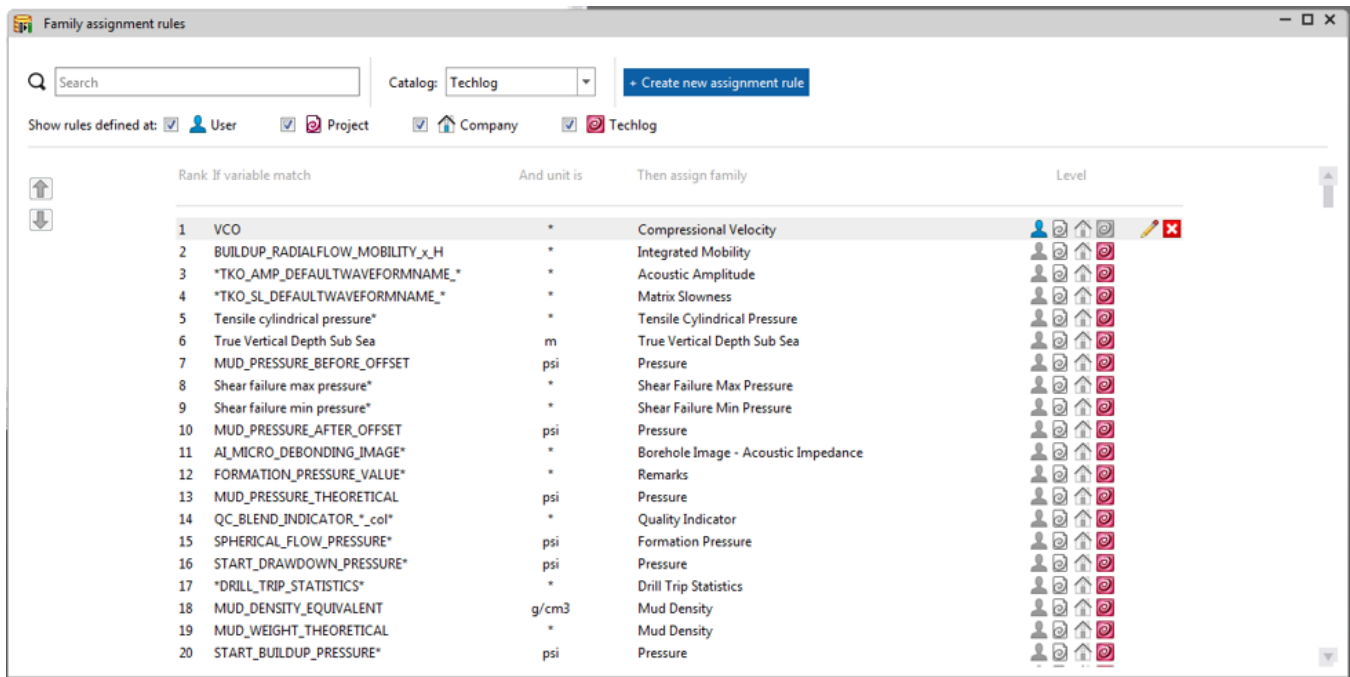 Family assignment rules
Search
Catalog: Techlog
+ Create new assignment rule
Show rules defined at: User Project Company Techlog
Rank If variable match And unit is Then assign family Level
1 VCO * Compressional Velocity
2 BUILDUP_RADIALFLOW_MOBILITY_x_H * Integrated Mobility
3 *TKO_AMP_DEFAULTWAVEFORMNAME_* * Acoustic Amplitude
4 *TKO_SL_DEFAULTWAVEFORMNAME_* * Matrix Slowness
5 Tensile cylindrical pressure* * Tensile Cylindrical Pressure
6 True Vertical Depth Sub Sea m True Vertical Depth Sub Sea
7 MUD_PRESSURE_BEFORE_OFFSET psi Pressure
8 Shear failure max pressure* * Shear Failure Max Pressure
9 Shear failure min pressure* * Shear Failure Min Pressure
10 MUD_PRESSURE_AFTER_OFFSET psi Pressure
11 AI_MICRO_DEBONDING_IMAGE* * Borehole Image - Acoustic Impedance
12 FORMATION_PRESSURE_VALUE* * Remarks
13 MUD_PRESSURE_THEORETICAL psi Pressure
14 QC_BLEND_INDICATOR_*_col* * Quality Indicator
15 SPHERICAL_FLOW_PRESSURE* psi Formation Pressure
16 START_DRAWDOWN_PRESSURE* psi Pressure
17 *DRILL_TRIP_STATISTICS* * Drill Trip Statistics
18 MUD_DENSITY_EQUIVALENT g/cm3 Mud Density
19 MUD_WEIGHT_THEORETICAL * Mud Density
20 START_BUILDUP_PRESSURE* psi Pressure